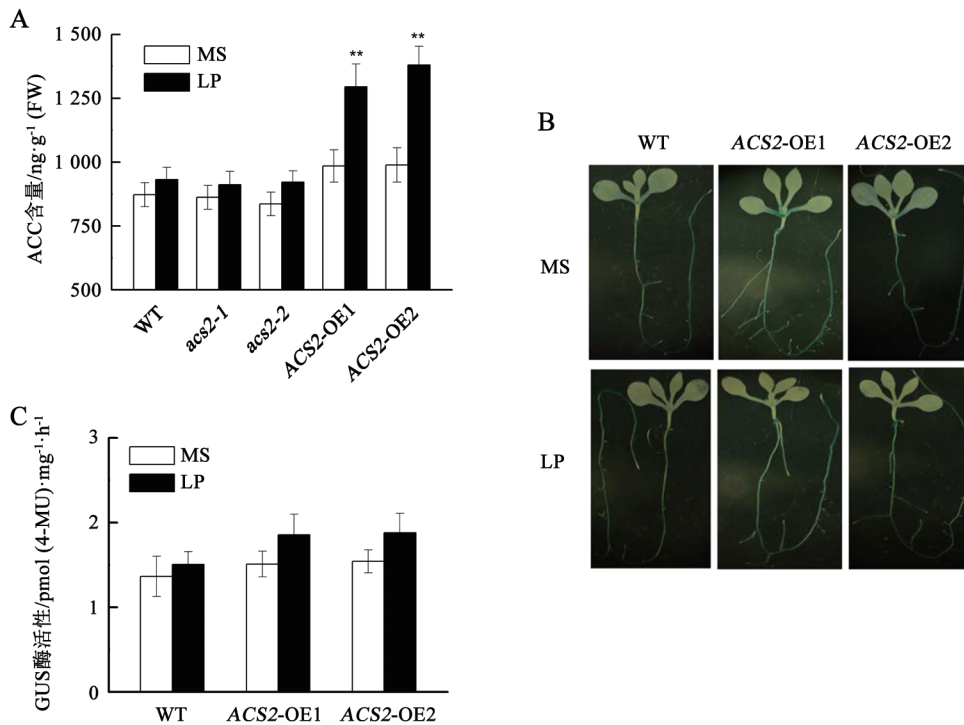 A
1 500
1 250
1 000
750
500
ACC含量/ng·g⁻¹ (FW)
MS
LP
**
**
WT
acs2-1
acs2-2
ACS2-OE1
ACS2-OE2
B
WT
ACS2-OE1
ACS2-OE2
MS
LP
C
3
2
1
0
GUS酶活性/pmol (4-MU)·mg⁻¹·h⁻¹
MS
LP
WT
ACS2-OE1
ACS2-OE2